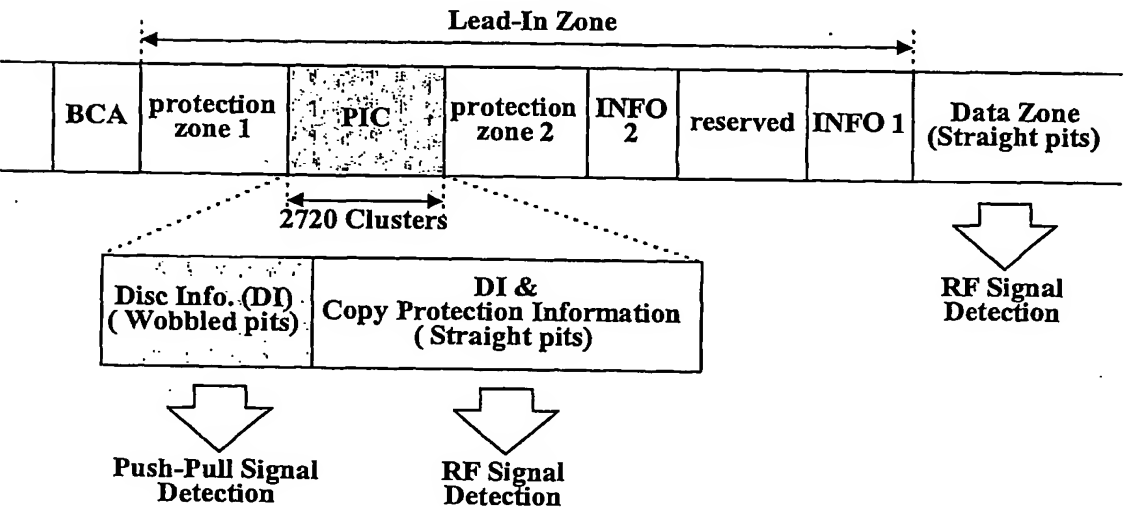 Lead-In Zone
BCA
protection
zone 1
PIC
protection
zone 2
INFO
2
reserved
INFO 1
Data Zone
(Straight pits)
2720 Clusters
Disc Info. (DI)
( Wobbled pits)
DI &
Copy Protection Information
( Straight pits)
RF Signal
Detection
Push-Pull Signal
Detection
RF Signal
Detection